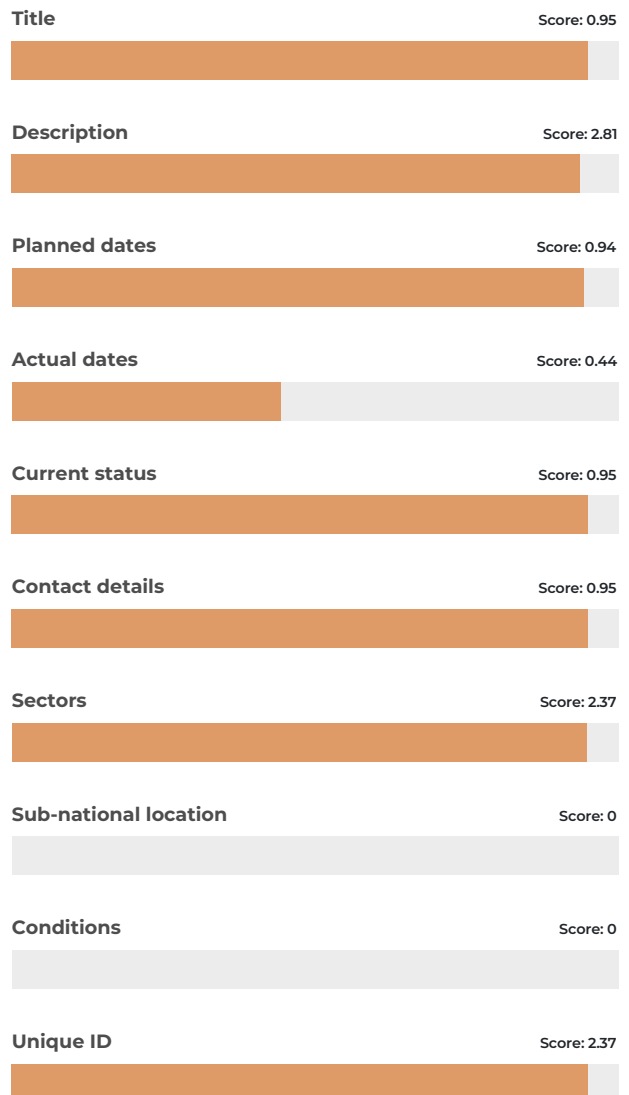 Title Score: 0.95
Description Score: 2.81
Planned dates Score: 0.94
Actual dates Score: 0.44
Current status Score: 0.95
Contact details Score: 0.95
Sectors Score: 2.37
Sub-national location Score: 0
Conditions Score: 0
Unique ID Score: 2.37